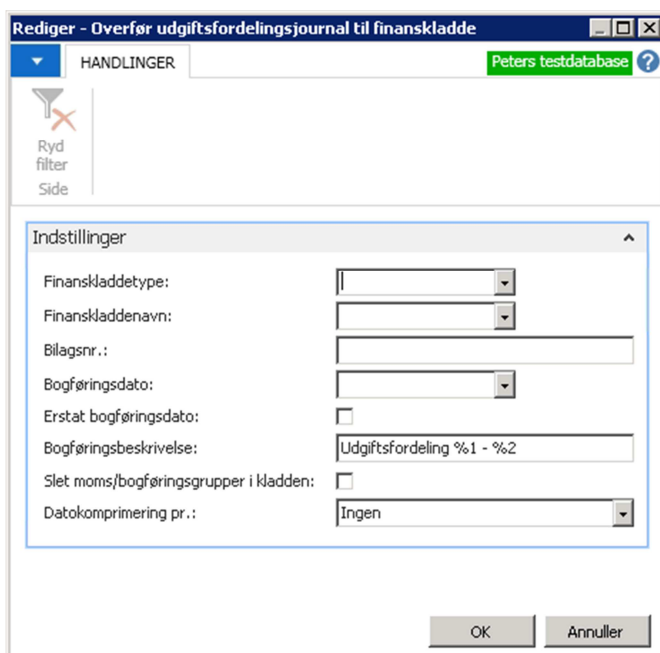 Rediger - Overfør udgiftsfordelingsjournal til finanskladde
HANDLINGER
Peters testdatabase
?
Ryd
filter
Side
Indstillinger
Finanskladdetype:
Finanskladdenavn:
Bilagsnr.:
Bogføringsdato:
Erstat bogføringsdato:
Bogføringsbeskrivelse: Udgiftsfordeling %1 - %2
Slet moms/bogføringsgrupper i kladden:
Datokomprimering pr.: Ingen
OK Annuller